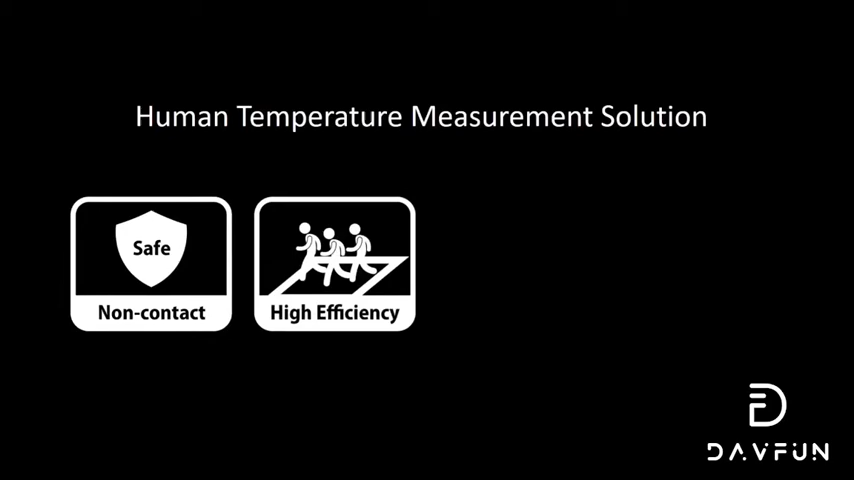 Human Temperature Measurement Solution
Safe
Non-contact
High Efficiency
DAVFUN